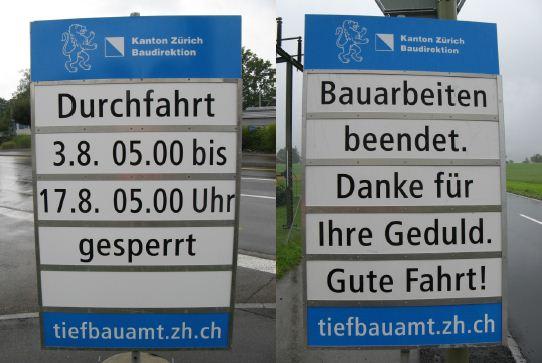 Kanton Zürich
Baudirektion
Durchfahrt
3.8. 05.00 bis
17.8. 05.00 Uhr
gesperrt
tiefbauamt.zh.ch
Kanton Zürich
Baudirektion
Bauarbeiten
beendet.
Danke für
Ihre Geduld.
Gute Fahrt!
tiefbauamt.zh.ch